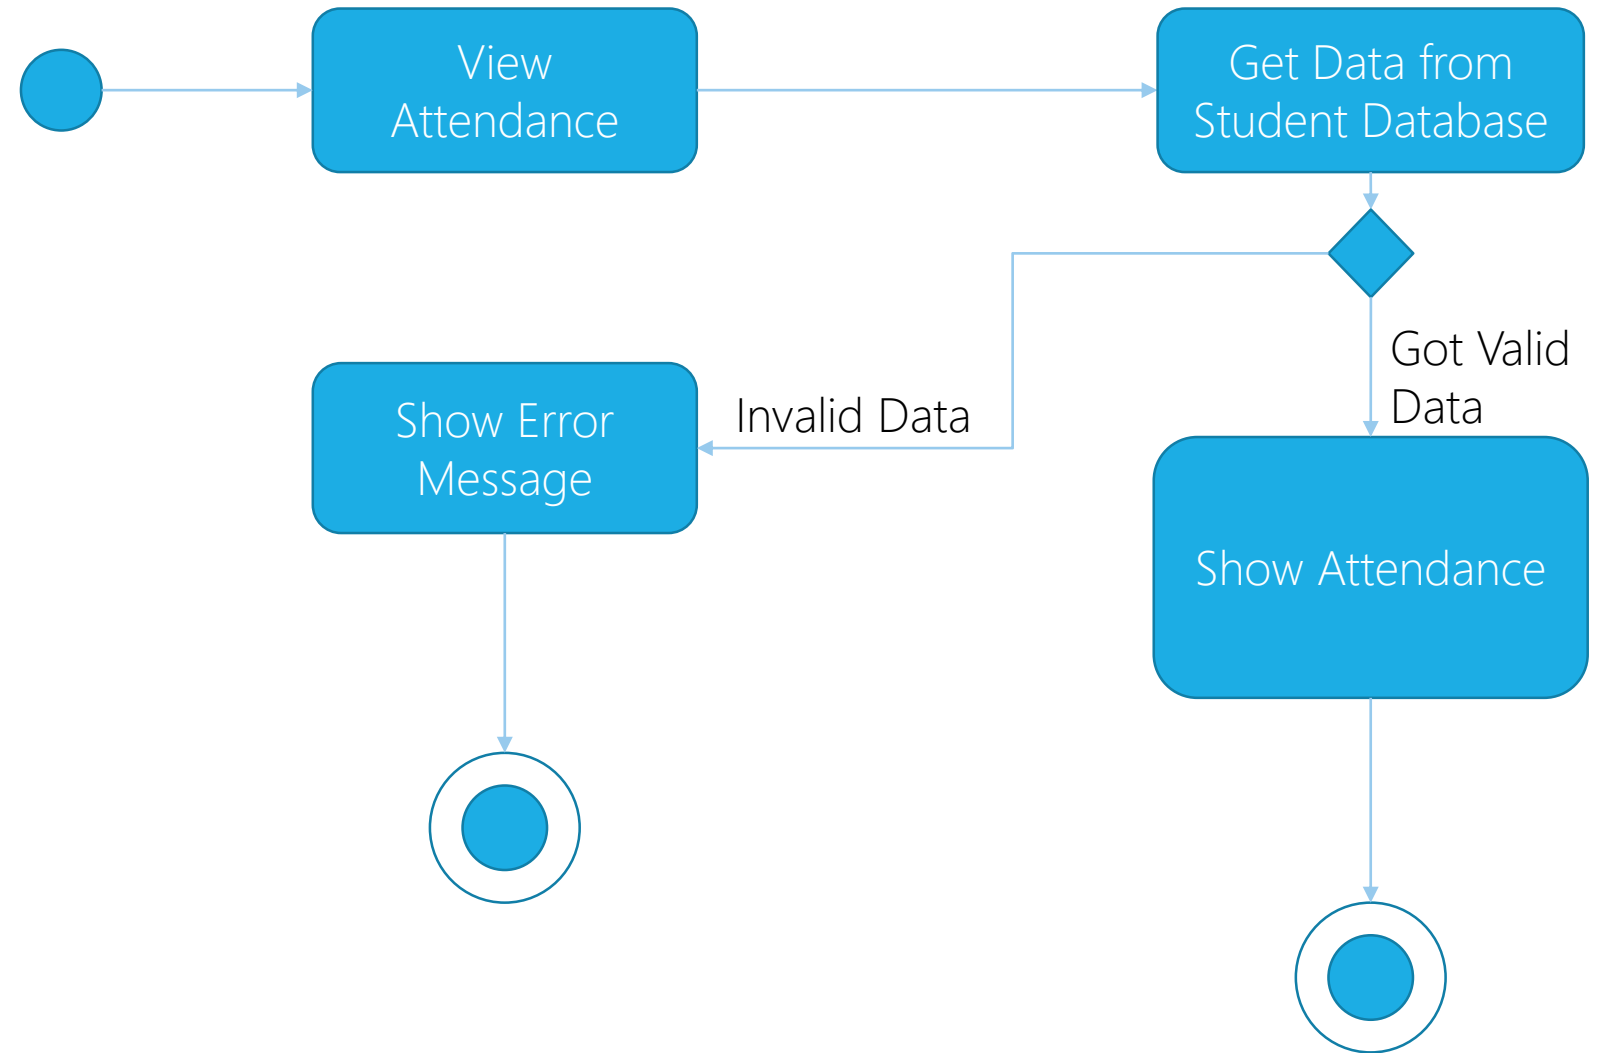 View
Attendance
Get Data from
Student Database
Got Valid
Data
Invalid Data
Show Error
Message
Show Attendance